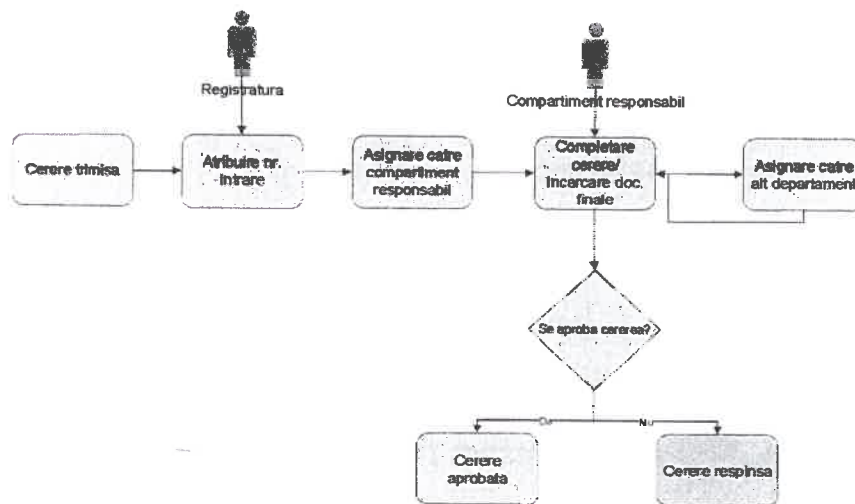 Registratura
Compartiment responsabil
Cerere trimisa
Atribuire nr.
intrare
Asignare catre
compartiment
responsabil
Completare
cerere/
incarcare doc.
finale
Asignare catre
alt departament
Se aproba cererea?
Da
Nu
Cerere
aprobata
Cerere respinsa